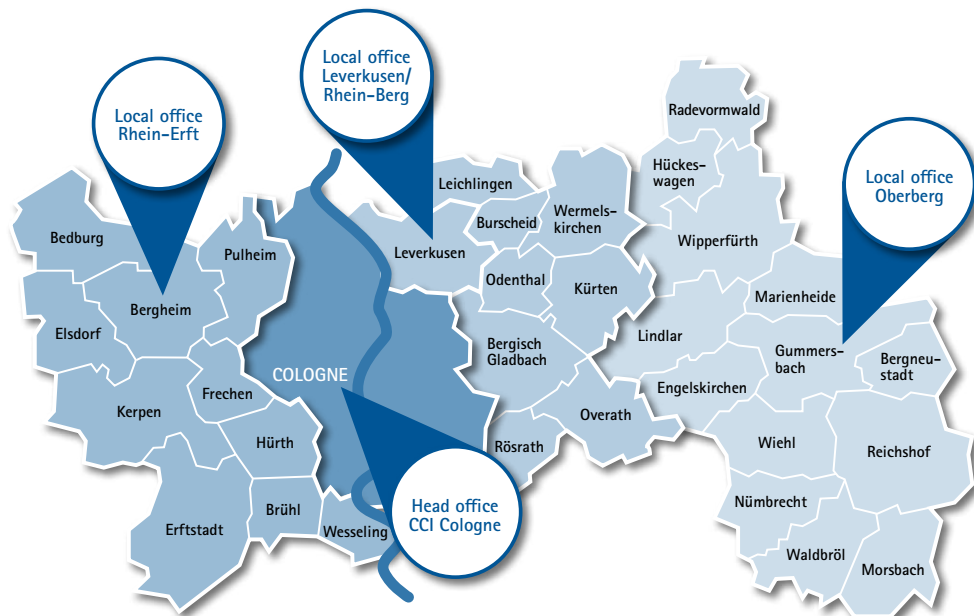 Local office
Rhein-Erft
Local office
Leverkusen/
Rhein-Berg
Local office
Oberberg
Head office
CCI Cologne
Bedburg
Pulheim
Bergheim
Elsdorf
Kerpen
Frechen
Hürth
Erftstadt
Brühl
Wesseling
COLOGNE
Leichlingen
Leverkusen
Burscheid
Wermels-
kirchen
Odenthal
Kürten
Bergisch
Gladbach
Overath
Rösrath
Radevormwald
Hückes-
wagen
Wipperfürth
Marienheide
Lindlar
Gummers-
bach
Bergneu-
stadt
Engelskirchen
Wiehl
Reichshof
Nümbrecht
Waldbröl
Morsbach